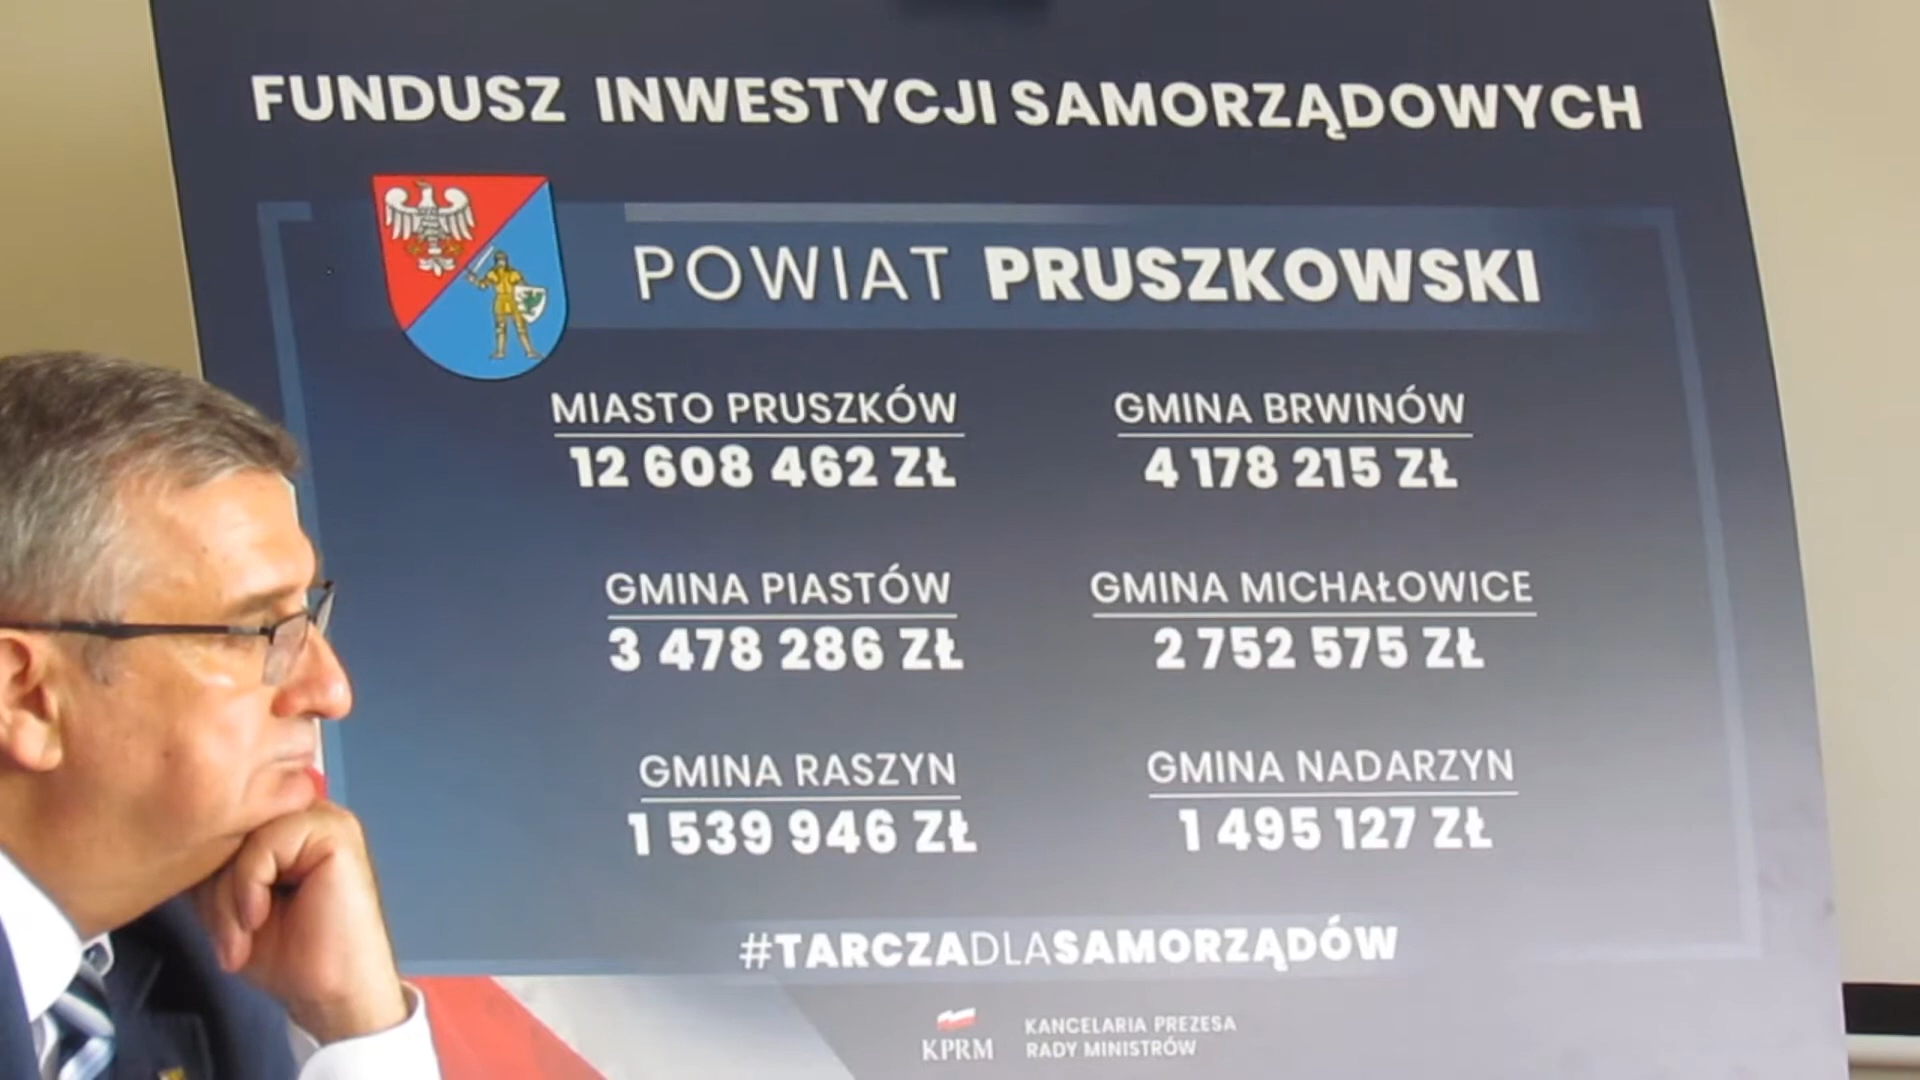 FUNDUSZ INWESTYCJI SAMORZĄDOWYCH
POWIAT PRUSZKOWSKI
MIASTO PRUSZKÓW
12 608 462 ZŁ
GMINA BRWINÓW
4 178 215 ZŁ
GMINA PIASTÓW
3 478 286 ZŁ
GMINA MICHAŁOWICE
2 752 575 ZŁ
GMINA RASZYN
1 539 946 ZŁ
GMINA NADARZYN
1 495 127 ZŁ
#TARCZADLASAMORZĄDÓW
KPRM
KANCELARIA PREZESA
RADY MINISTRÓW